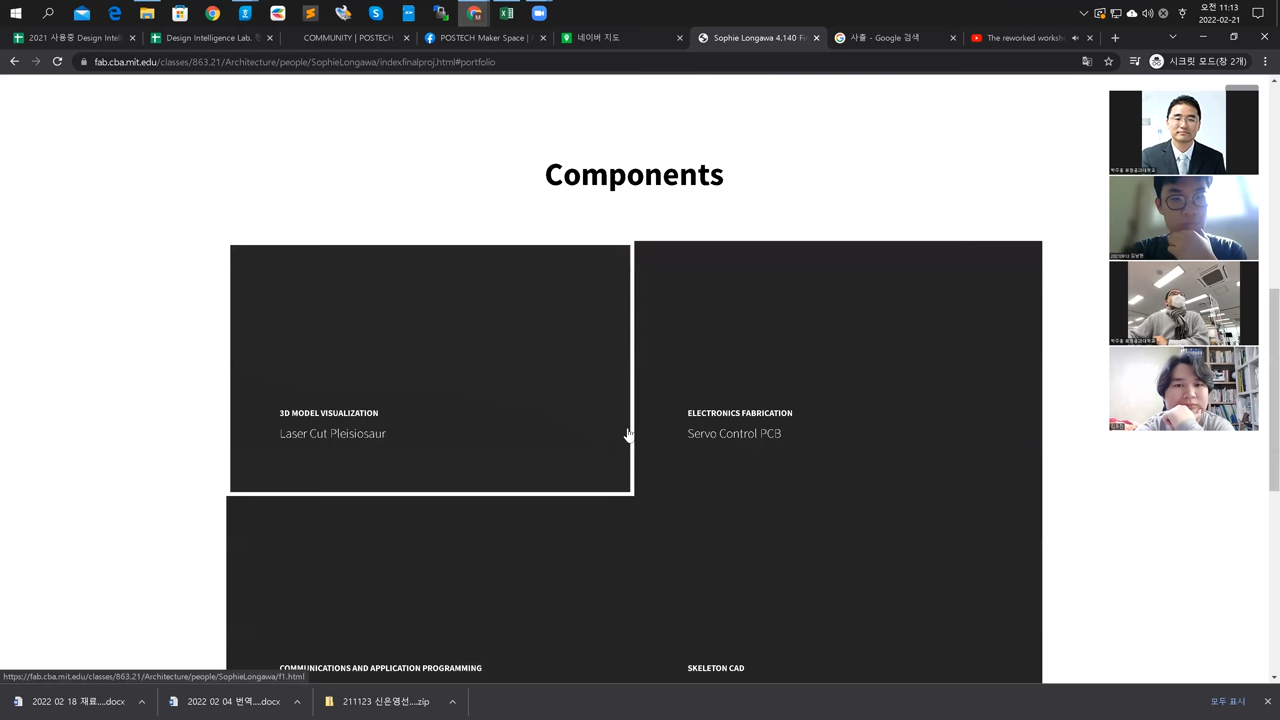 오전 11:13
2022-02-21
2021 사용중 Design Intel
Design Intelligence Lab. 정
COMMUNITY | POSTECH
POSTECH Maker Space |
네이버 지도
Sophie Longawa 4.140 Fi
사출 - Google 검색
The reworked worksh
fab.cba.mit.edu/classes/863.21/Architecture/people/SophieLongawa/indexfinalproj.html#portfolio
시크릿 모드(창 2개)
Components
3D MODEL VISUALIZATION
Laser Cut Pleisiosaur
ELECTRONICS FABRICATION
Servo Control PCB
COMMUNICATIONS AND APPLICATION PROGRAMMING
SKELETON CAD
https://fab.cba.mit.edu/classes/863.21/Architecture/people/SophieLongawa/f1.html
2022 02 18 재료....docx
2022 02 04 번역....docx
211123 신은영선....zip
모두 표시